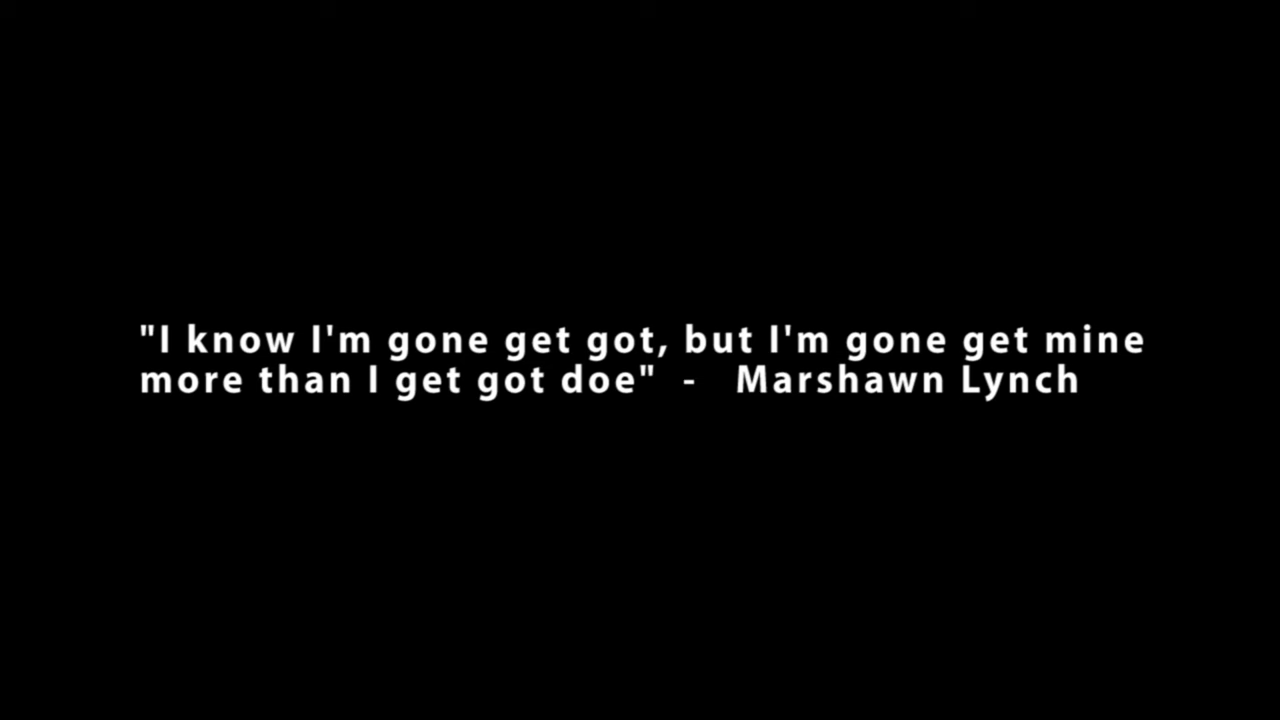 "I know I'm gone get got, but I'm gone get mine
more than I get got doe"  -   Marshawn Lynch